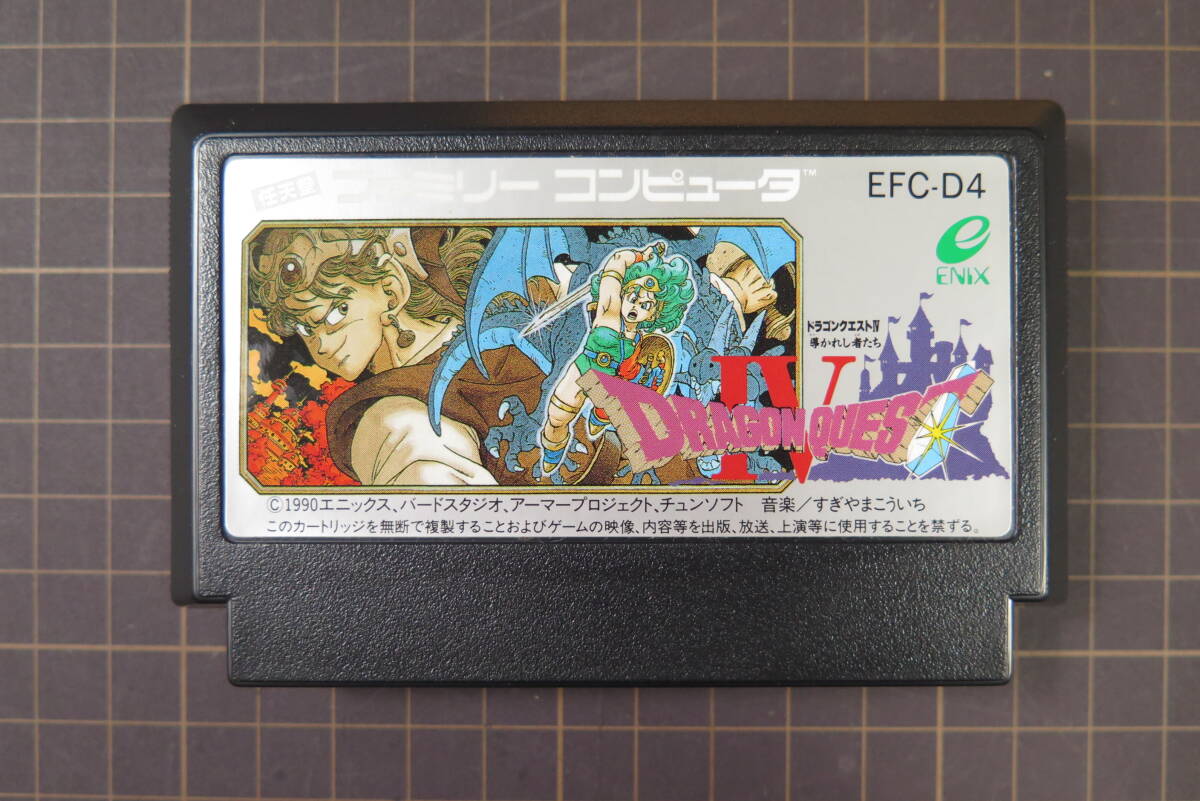 任天堂 ファミリー コンピュータ™
EFC-D4
ENIX
ドラゴンクエストIV
導かれし者たち
IV
DRAGON QUEST
©1990エニックス、バードスタジオ、アーマープロジェクト、チュンソフト 音楽/すぎやまこういち
このカートリッジを無断で複製することおよびゲームの映像、内容等を出版、放送、上演等に使用することを禁ずる。